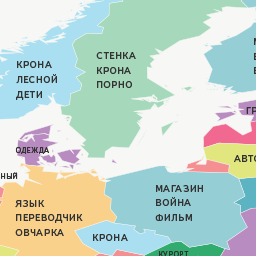 КРОНА
ЛЕСНОЙ
ДЕТИ
СТЕНКА
КРОНА
ПОРНО
ГР
ОДЕЖДА
АВТО
НЫЙ
ЯЗЫК
ПЕРЕВОДЧИК
ОВЧАРКА
МАГАЗИН
ВОЙНА
ФИЛЬМ
КРОНА
КУРОРТ